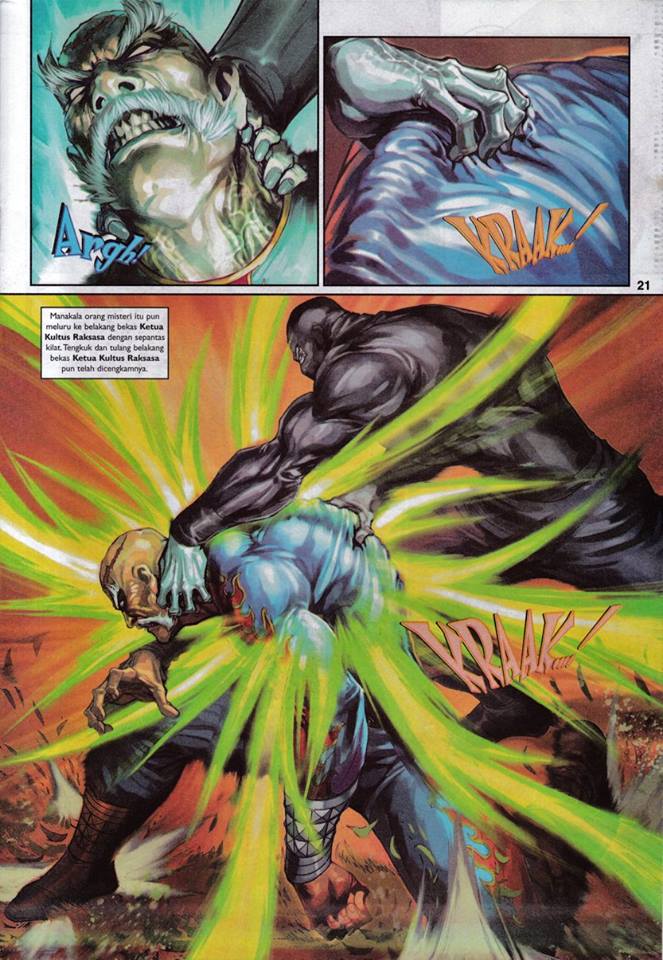 Argh!
KRAAK...!
21
Manakala orang misteri itu pun
meluru ke belakang bekas Ketua
Kultus Raksasa dengan sepantas
kilat. Tengkuk dan tulang belakang
bekas Ketua Kultus Raksasa
pun telah dicengkamnya.
KRAAK...!